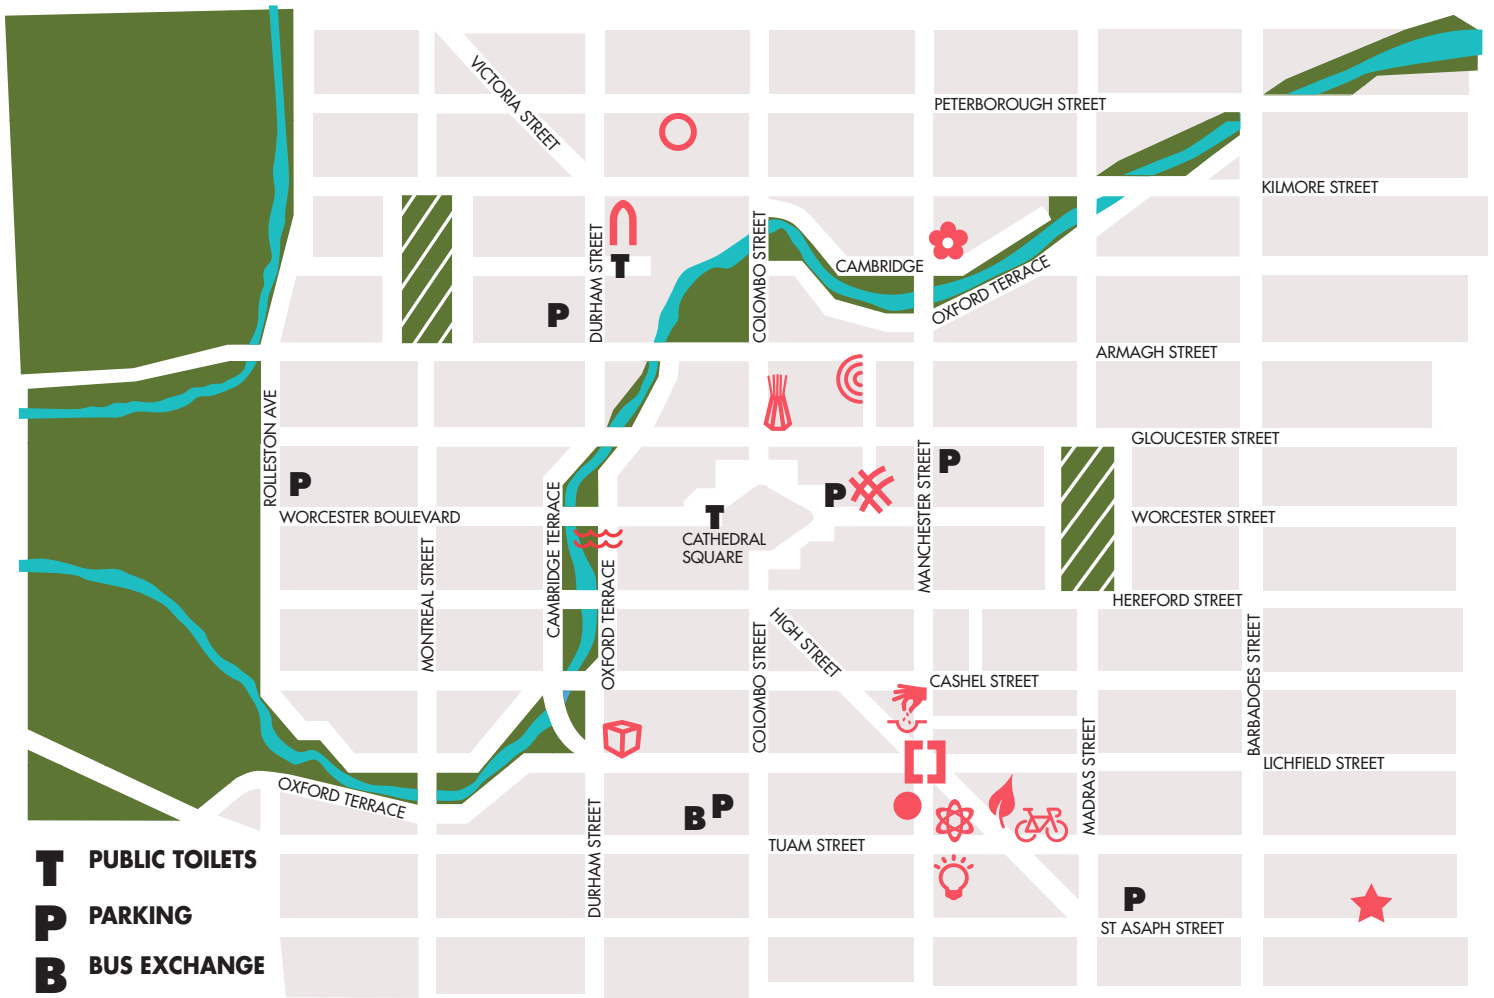 VICTORIA STREET
PETERBOROUGH STREET
KILMORE STREET
DURHAM STREET
T
COLOMBO STREET
CAMBRIDGE
OXFORD TERRACE
P
ARMAGH STREET
ROLLESTON AVE
GLOUCESTER STREET
P
P
P
MANCHESTER STREET
WORCESTER BOULEVARD
CAMBRIDGE TERRACE
T
CATHEDRAL
SQUARE
WORCESTER STREET
MONTREAL STREET
OXFORD TERRACE
HEREFORD STREET
HIGH STREET
COLOMBO STREET
CASHEL STREET
BARBADOES STREET
MADRAS STREET
LICHFIELD STREET
OXFORD TERRACE
B P
DURHAM STREET
TUAM STREET
P
ST ASAPH STREET
T PUBLIC TOILETS
P PARKING
B BUS EXCHANGE